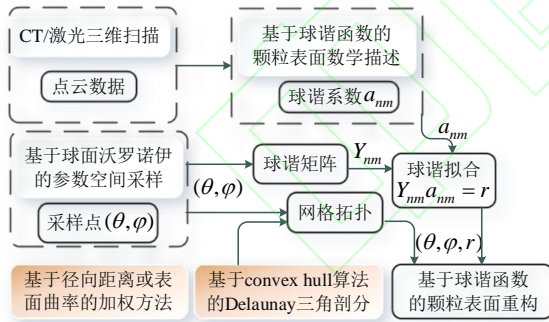 CT/激光三维扫描
点云数据
基于球谐函数的
颗粒表面数学描述
球谐系数 a_{nm}
a_{nm}
基于球面沃罗诺伊
的参数空间采样
采样点(θ,φ)
(θ,φ)
球谐矩阵
Y_{nm}
球谐拟合
Y_{nm} a_{nm} = r
网格拓扑
(θ,φ,r)
基于径向距离或表
面曲率的加权方法
基于convex hull算法
的Delaunay三角剖分
基于球谐函数
的颗粒表面重构